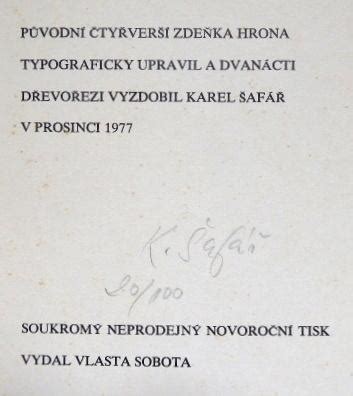 PŮVODNÍ ČTYŘVERŠÍ ZDEŇKA HRONA
TYPOGRAFICKY UPRAVIL A DVANÁCTI
DŘEVOŘEZI VYZDOBIL KAREL ŠAFÁŘ
V PROSINCI 1977
K. Šafář
20/100
SOUKROMÝ NEPRODEJNÝ NOVOROČNÍ TISK
VYDAL VLASTA SOBOTA